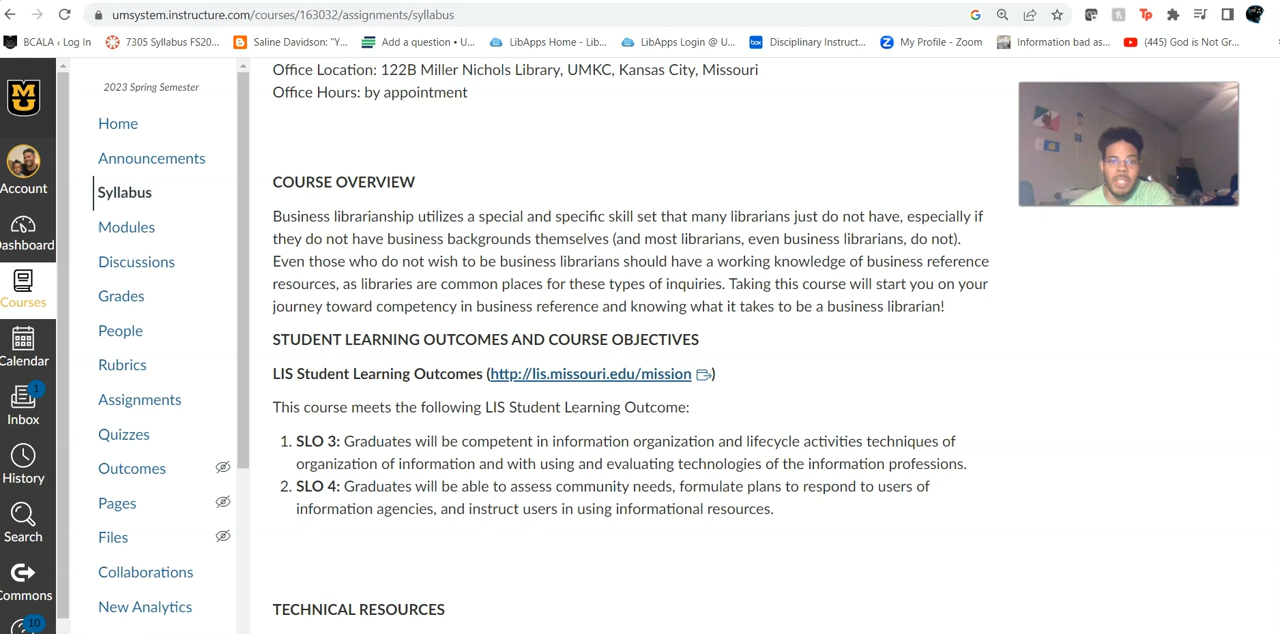 umsystem.instructure.com/courses/163032/assignments/syllabus
BCALA ‹ Log In
7305 Syllabus FS20...
Saline Davidson: "Y...
Add a question • U...
LibApps Home - Lib...
LibApps Login @ U...
box
Disciplinary Instruct...
Z
My Profile - Zoom
Information bad as...
(445) God is Not Gr...
G
Tp
MU
Account
ashboard
Courses
Calendar
1
Inbox
History
Search
ommons
10
2023 Spring Semester
Home
Announcements
Syllabus
Modules
Discussions
Grades
People
Rubrics
Assignments
Quizzes
Outcomes
Pages
Files
Collaborations
New Analytics
Office Location: 122B Miller Nichols Library, UMKC, Kansas City, Missouri
Office Hours: by appointment
COURSE OVERVIEW
Business librarianship utilizes a special and specific skill set that many librarians just do not have, especially if
they do not have business backgrounds themselves (and most librarians, even business librarians, do not).
Even those who do not wish to be business librarians should have a working knowledge of business reference
resources, as libraries are common places for these types of inquiries. Taking this course will start you on your
journey toward competency in business reference and knowing what it takes to be a business librarian!
STUDENT LEARNING OUTCOMES AND COURSE OBJECTIVES
LIS Student Learning Outcomes (http://lis.missouri.edu/mission)
This course meets the following LIS Student Learning Outcome:
1. SLO 3: Graduates will be competent in information organization and lifecycle activities techniques of
organization of information and with using and evaluating technologies of the information professions.
2. SLO 4: Graduates will be able to assess community needs, formulate plans to respond to users of
information agencies, and instruct users in using informational resources.
TECHNICAL RESOURCES